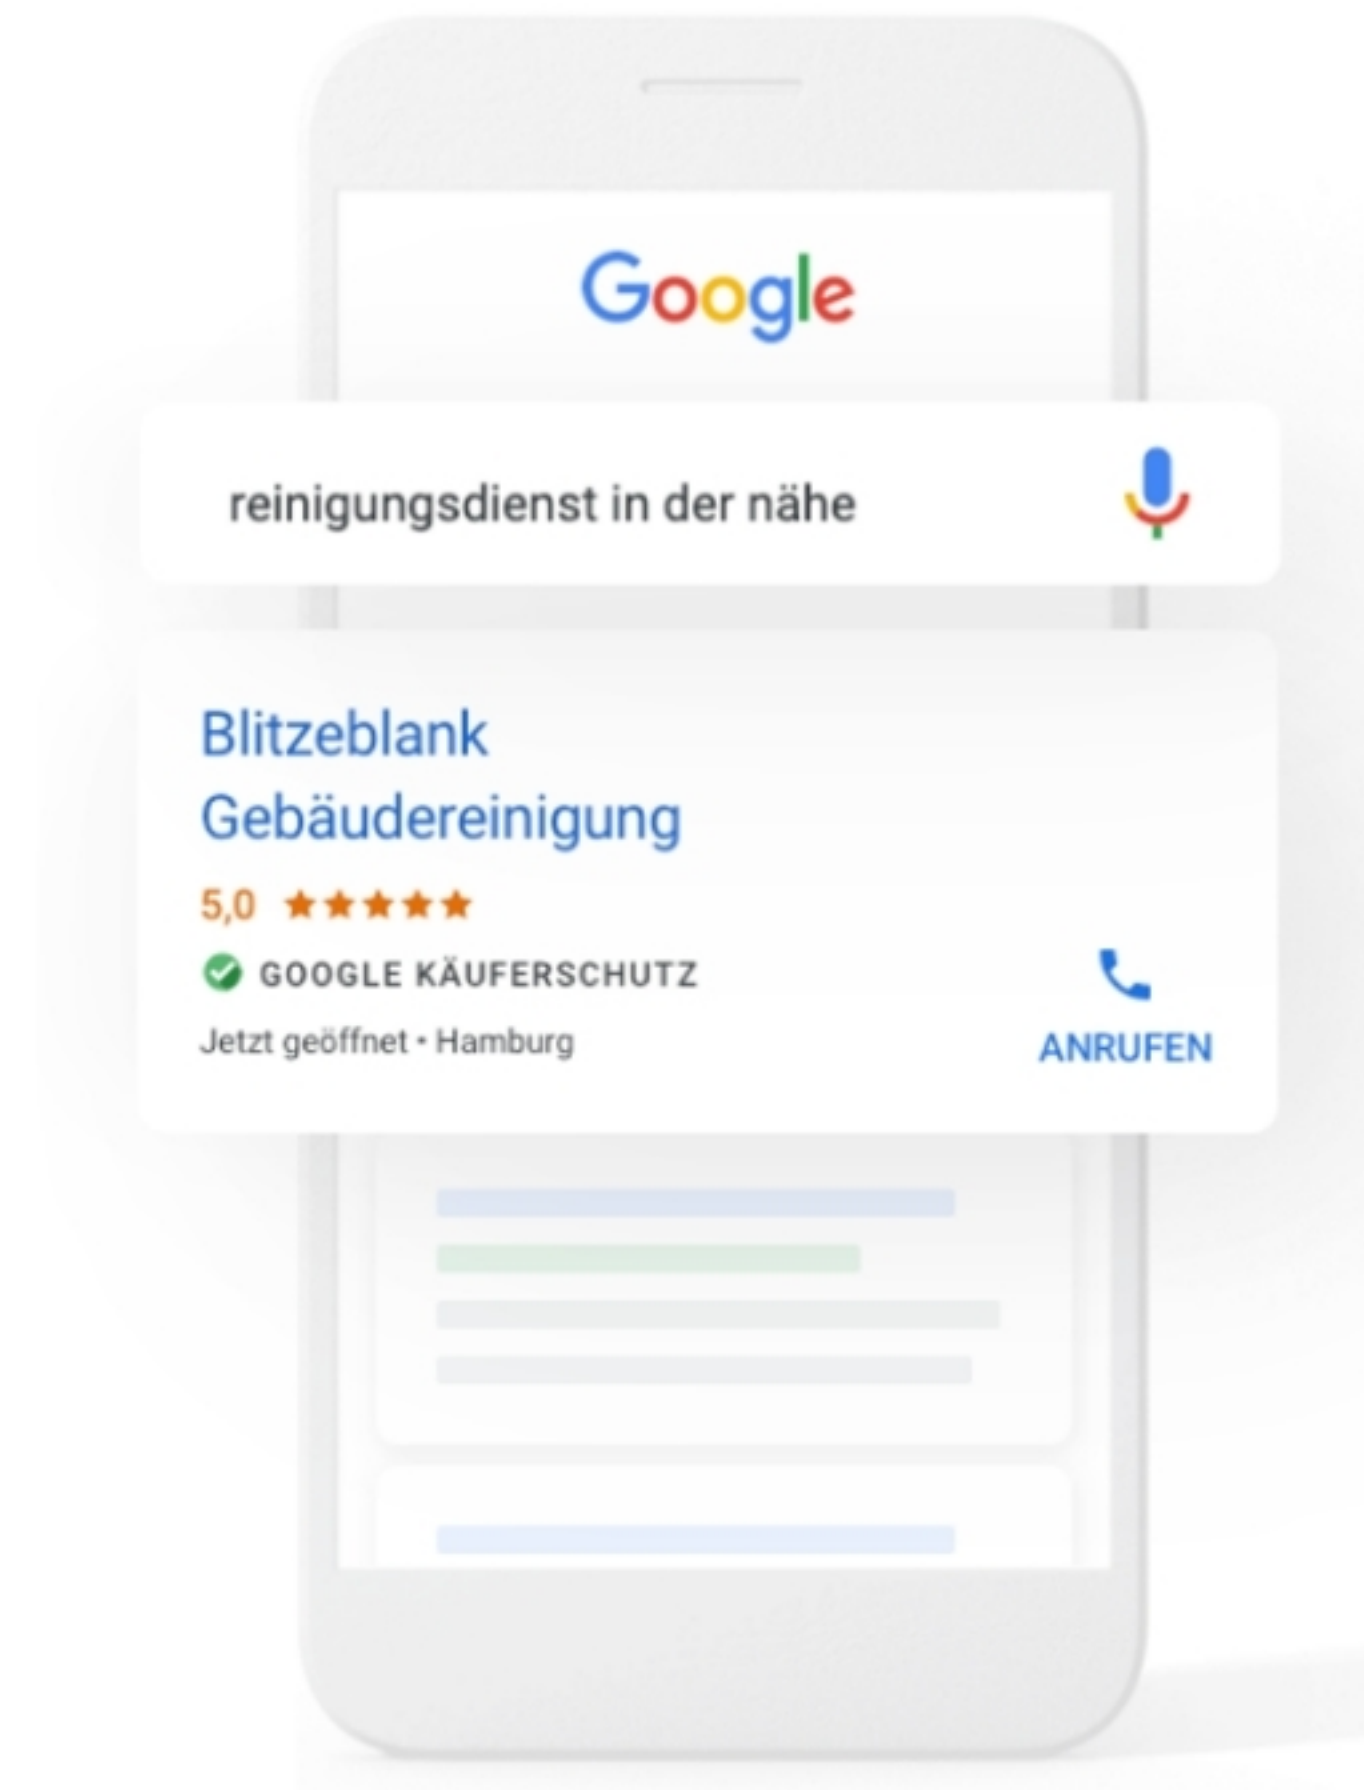 Google
reinigungsdienst in der nähe
Blitzeblank
Gebäudereinigung
5,0
GOOGLE KÄUFERSCHUTZ
Jetzt geöffnet • Hamburg
ANRUFEN